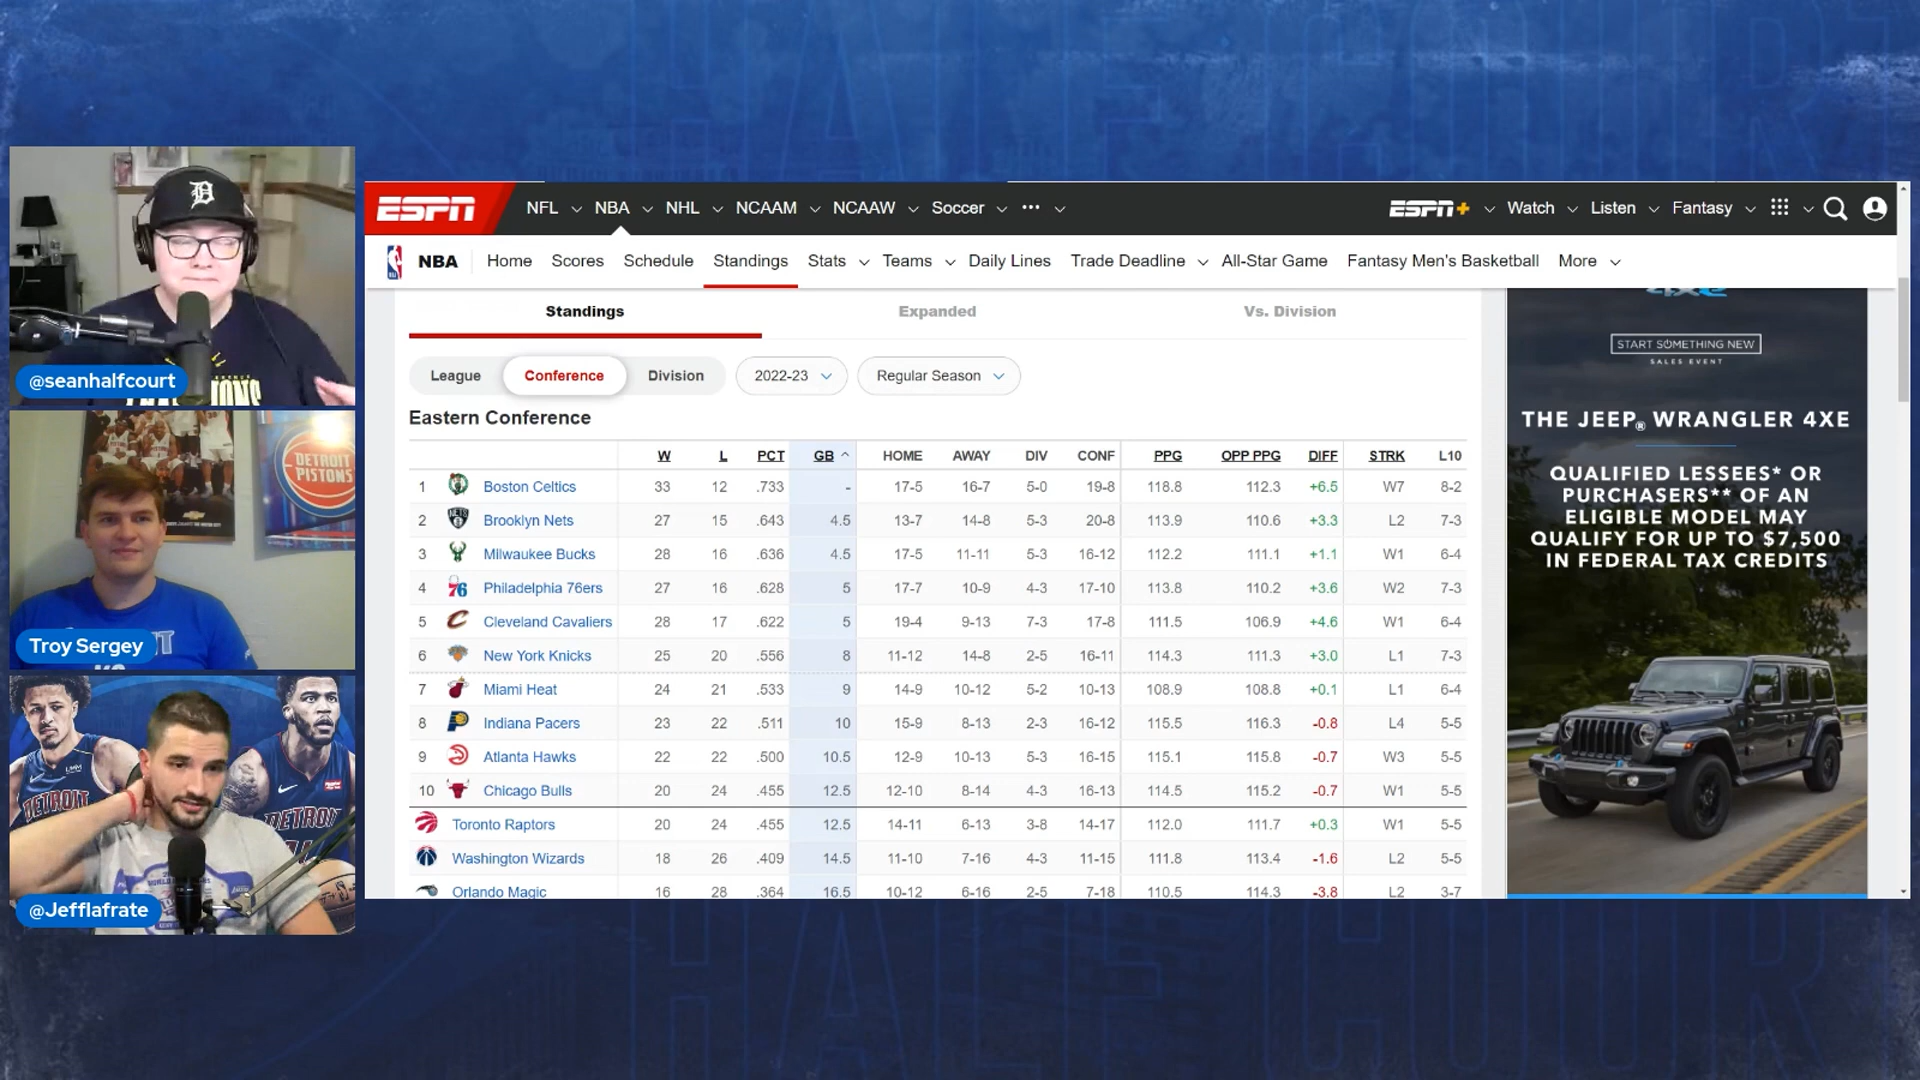 ESPN NFL NBA NHL NCAAM NCAAW Soccer ••• ESPN+ Watch Listen Fantasy
NBA Home Scores Schedule Standings Stats Teams Daily Lines Trade Deadline All-Star Game Fantasy Men's Basketball More
Standings Expanded Vs. Division
League Conference Division 2022-23 Regular Season
Eastern Conference
W L PCT GB HOME AWAY DIV CONF PPG OPP PPG DIFF STRK L10
1 Boston Celtics 33 12 .733 - 17-5 16-7 5-0 19-8 118.8 112.3 +6.5 W7 8-2
2 Brooklyn Nets 27 15 .643 4.5 13-7 14-8 5-3 20-8 113.9 110.6 +3.3 L2 7-3
3 Milwaukee Bucks 28 16 .636 4.5 17-5 11-11 5-3 16-12 112.2 111.1 +1.1 W1 6-4
4 Philadelphia 76ers 27 16 .628 5 17-7 10-9 4-3 17-10 113.8 110.2 +3.6 W2 7-3
5 Cleveland Cavaliers 28 17 .622 5 19-4 9-13 7-3 17-8 111.5 106.9 +4.6 W1 6-4
6 New York Knicks 25 20 .556 8 11-12 14-8 2-5 16-11 114.3 111.3 +3.0 L1 7-3
7 Miami Heat 24 21 .533 9 14-9 10-12 5-2 10-13 108.9 108.8 +0.1 L1 6-4
8 Indiana Pacers 23 22 .511 10 15-9 8-13 2-3 16-12 115.5 116.3 -0.8 L4 5-5
9 Atlanta Hawks 22 22 .500 10.5 12-9 10-13 5-3 16-15 115.1 115.8 -0.7 W3 5-5
10 Chicago Bulls 20 24 .455 12.5 12-10 8-14 4-3 16-13 114.5 115.2 -0.7 W1 5-5
Toronto Raptors 20 24 .455 12.5 14-11 6-13 3-8 14-17 112.0 111.7 +0.3 W1 5-5
Washington Wizards 18 26 .409 14.5 11-10 7-16 4-3 11-15 111.8 113.4 -1.6 L2 5-5
Orlando Magic 16 28 .364 16.5 10-12 6-16 2-5 7-18 110.5 114.3 -3.8 L2 3-7
4xe
START SOMETHING NEW
SALES EVENT
THE JEEP® WRANGLER 4XE
QUALIFIED LESSEES* OR
PURCHASERS** OF AN
ELIGIBLE MODEL MAY
QUALIFY FOR UP TO $7,500
IN FEDERAL TAX CREDITS
@seanhalfcourt
DETROIT
PISTONS
Troy Sergey
DETROIT
DETROIT
@Jefflafrate
HALF COURT
HALF COURT